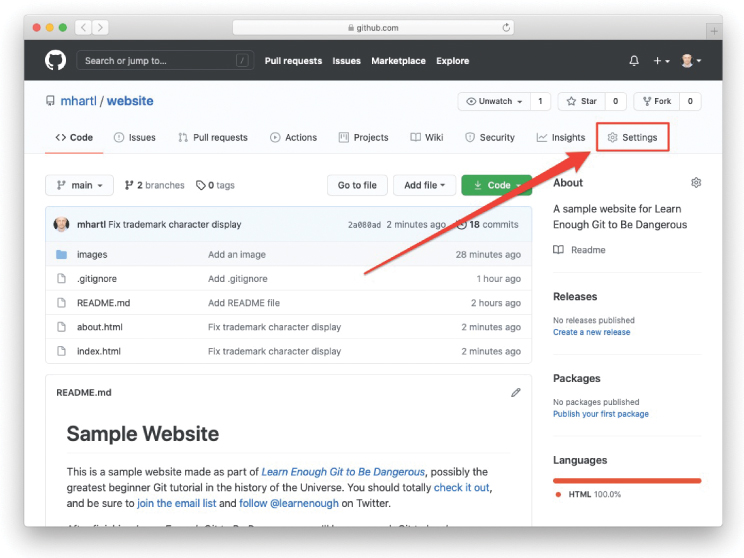 github.com
Search or jump to... / Pull requests Issues Marketplace Explore
mhartl / website Unwatch 1 Star 0 Fork 0
Code Issues Pull requests Actions Projects Wiki Security Insights Settings
main 2 branches 0 tags Go to file Add file Code
About
A sample website for Learn
Enough Git to Be Dangerous
Readme
mhartl Fix trademark character display 2a080ad 2 minutes ago 18 commits
images Add an image 28 minutes ago
.gitignore Add .gitignore 1 hour ago
README.md Add README file 2 hours ago
about.html Fix trademark character display 2 minutes ago
index.html Fix trademark character display 2 minutes ago
Releases
No releases published
Create a new release
Packages
No packages published
Publish your first package
Languages
HTML 100.0%
README.md
Sample Website
This is a sample website made as part of Learn Enough Git to Be Dangerous, possibly the
greatest beginner Git tutorial in the history of the Universe. You should totally check it out,
and be sure to join the email list and follow @learnenough on Twitter.